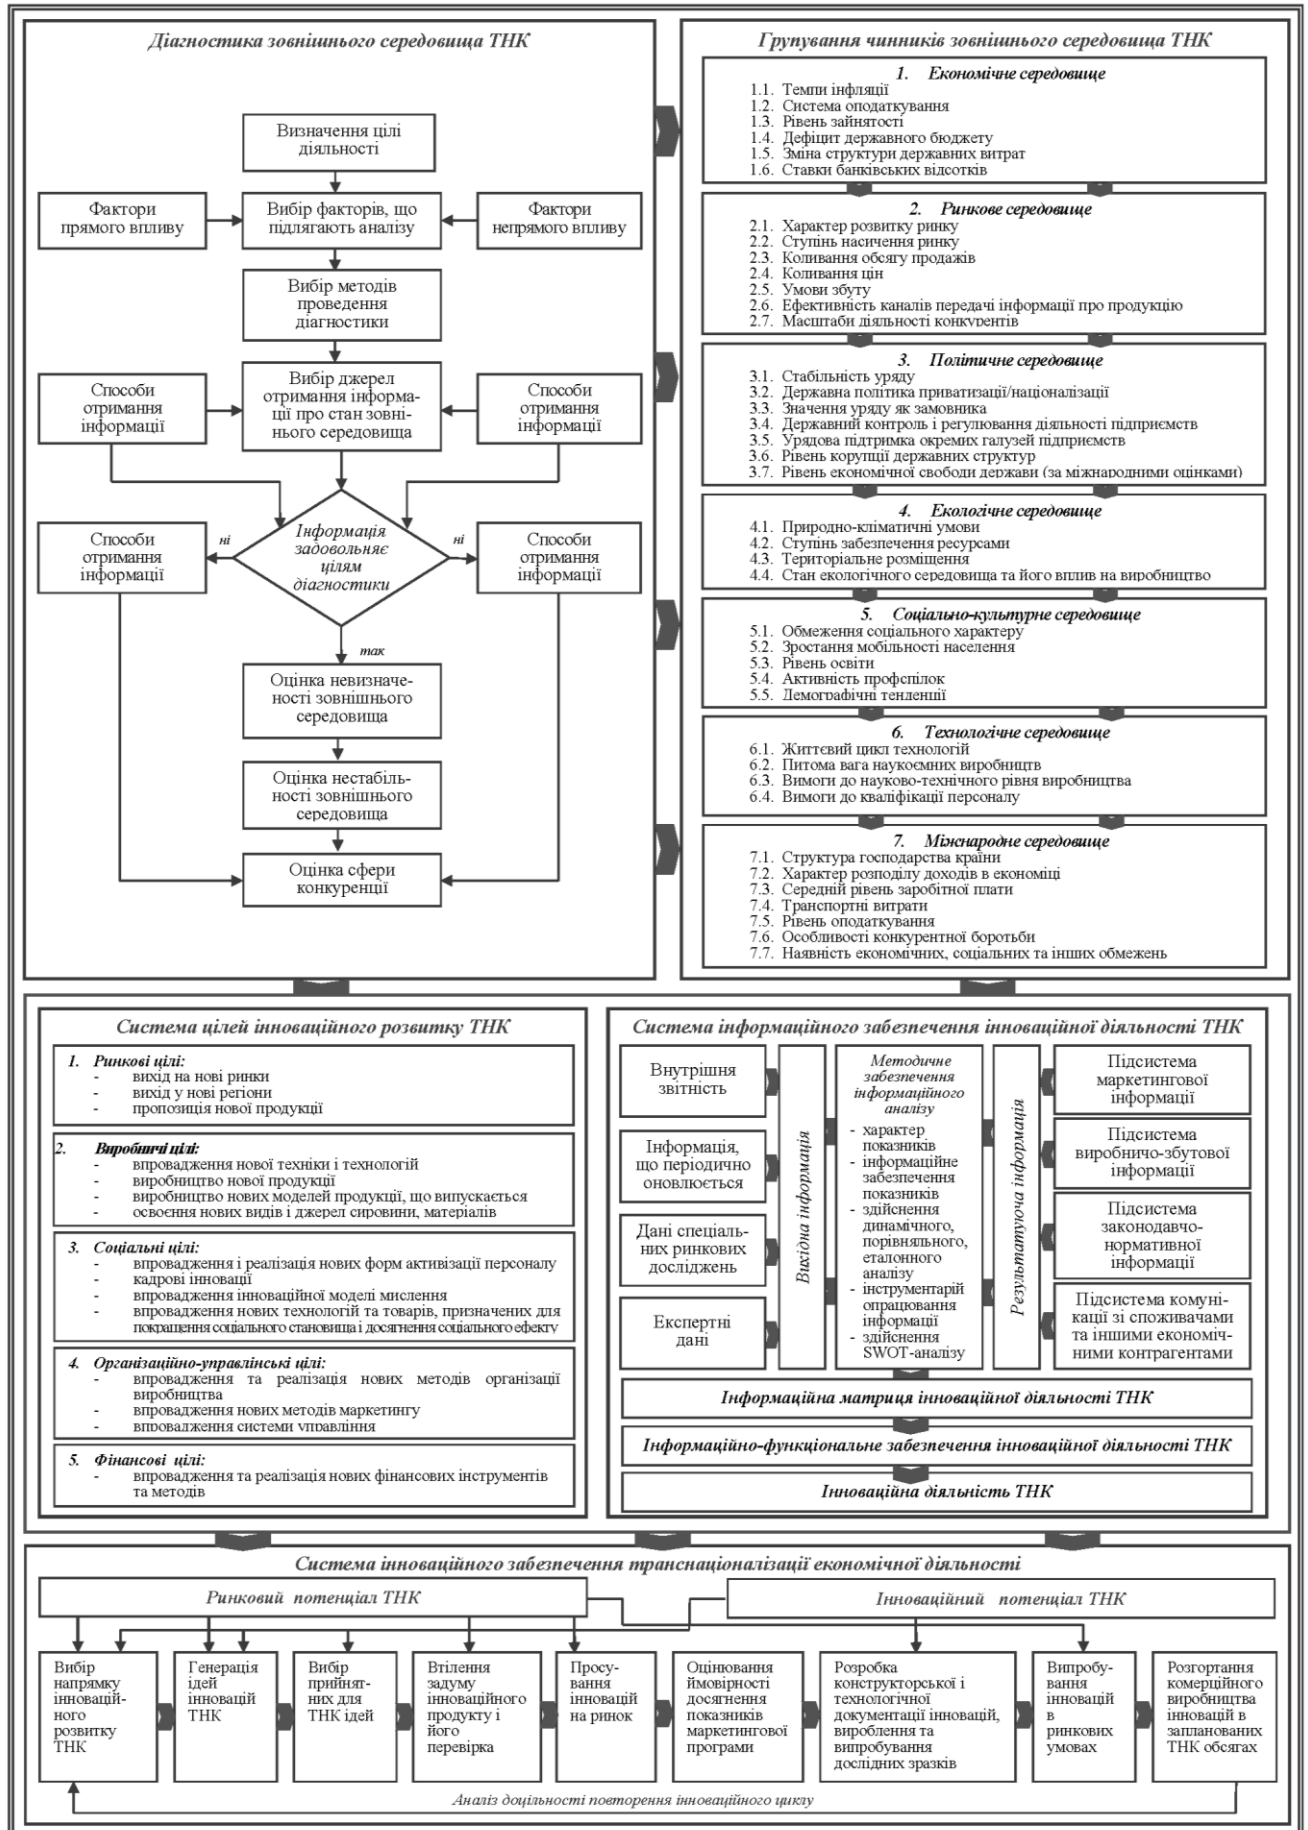 Діагностика зовнішнього середовища ТНК
Визначення цілі
діяльності
Фактори
прямого впливу
Вибір факторів, що
підлягають аналізу
Фактори
непрямого впливу
Вибір методів
проведення
діагностики
Способи
отримання
інформації
Вибір джерел
отримання інформа-
ції про стан зовні-
нього середовища
Способи
отримання
інформації
Способи
отримання
інформації
ні
Інформація
задовольняє
цілям
діагностики
ні
Способи
отримання
інформації
так
Оцінка невизначе-
ності зовнішнього
середовища
Оцінка нестабіль-
ності зовнішнього
середовища
Оцінка сфери
конкуренції
Групування чинників зовнішнього середовища ТНК
1. Економічне середовище
1.1. Темпи інфляції
1.2. Система оподаткування
1.3. Рівень зайнятості
1.4. Дефіцит державного бюджету
1.5. Зміна структури державних витрат
1.6. Ставки банківських відсотків
2. Ринкове середовище
2.1. Характер розвитку ринку
2.2. Ступінь насичення ринку
2.3. Коливання обсягу продажів
2.4. Коливання цін
2.5. Умови збуту
2.6. Ефективність каналів передачі інформації про продукцію
2.7. Масштаби діяльності конкурентів
3. Політичне середовище
3.1. Стабільність уряду
3.2. Державна політика приватизації/націоналізації
3.3. Значення уряду як замовника
3.4. Державний контроль і регулювання діяльності підприємств
3.5. Урядова підтримка окремих галузей підприємств
3.6. Рівень корупції державних структур
3.7. Рівень економічної свободи держави (за міжнародними оцінками)
4. Екологічне середовище
4.1. Природно-кліматичні умови
4.2. Ступінь забезпечення ресурсами
4.3. Територіальне розміщення
4.4. Стан екологічного середовища та його вплив на виробництво
5. Соціально-культурне середовище
5.1. Обмеження соціального характеру
5.2. Зростання мобільності населення
5.3. Рівень освіти
5.4. Активність профспілок
5.5. Демографічні тенденції
6. Технологічне середовище
6.1. Життєвий цикл технологій
6.2. Питома вага наукоємних виробництв
6.3. Вимоги до науково-технічного рівня виробництва
6.4. Вимоги до кваліфікації персоналу
7. Міжнародне середовище
7.1. Структура господарства країни
7.2. Характер розподілу доходів в економіці
7.3. Середній рівень заробітної плати
7.4. Транспортні витрати
7.5. Рівень оподаткування
7.6. Особливості конкурентної боротьби
7.7. Наявність економічних, соціальних та інших обмежень
Система цілей інноваційного розвитку ТНК
1. Ринкові цілі:
- вихід на нові ринки
- вихід у нові регіони
- пропозиція нової продукції
2. Виробничі цілі:
- впровадження нової техніки і технологій
- виробництво нової продукції
- виробництво нових моделей продукції, що випускається
- освоєння нових видів і джерел сировини, матеріалів
3. Соціальні цілі:
- впровадження і реалізація нових форм активізації персоналу
- кадрові інновації
- впровадження інноваційної моделі мислення
- впровадження нових технологій та товарів, призначених для
покращення соціального становища і досягнення соціального ефекту
4. Організаційно-управлінські цілі:
- впровадження та реалізація нових методів організації
виробництва
- впровадження нових методів маркетингу
- впровадження системи управління
5. Фінансові цілі:
- впровадження та реалізація нових фінансових інструментів
та методів
Система інформаційного забезпечення інноваційної діяльності ТНК
Внутрішня
звітність
Інформація,
що періодично
оновлюється
Дані спеціаль-
них ринкових
досліджень
Експертні
дані
Вихідна інформація
Методичне
забезпечення
інформаційного
аналізу
- характер
показників
- інформаційне
забезпечення
показників
- здійснення
динамічного,
порівняльного,
еталонного
аналізу
- інструментарій
опрацювання
інформації
- здійснення
SWOT-аналізу
Результатуюча інформація
Підсистема
маркетингової
інформації
Підсистема
виробничо-збутової
інформації
Підсистема
законодавчо-
нормативної
інформації
Підсистема комуні-
кації зі споживачами
та іншими економіч-
ними контрагентами
Інформаційна матриця інноваційної діяльності ТНК
Інформаційно-функціональне забезпечення інноваційної діяльності ТНК
Інноваційна діяльність ТНК
Система інноваційного забезпечення транснаціоналізації економічної діяльності
Ринковий потенціал ТНК
Інноваційний потенціал ТНК
Вибір
напрямку
інновацій-
ного
розвитку
ТНК
Генерація
ідей
інновацій
ТНК
Вибір
прийнят-
них для
ТНК ідей
Втілення
задуму
інноваційного
продукту і
його
перевірка
Просу-
вання
інновацій
на ринок
Оцінювання
ймовірності
досягнення
показників
маркетингової
програми
Розробка
конструкторської і
технологічної
документації інновацій,
вироблення та
випробування
дослідних зразків
Випробу-
вання
інновацій
в
ринкових
умовах
Розгортання
комерційного
виробництва
інновацій в
запланованих
ТНК обсягах
Аналіз доцільності повторення інноваційного циклу